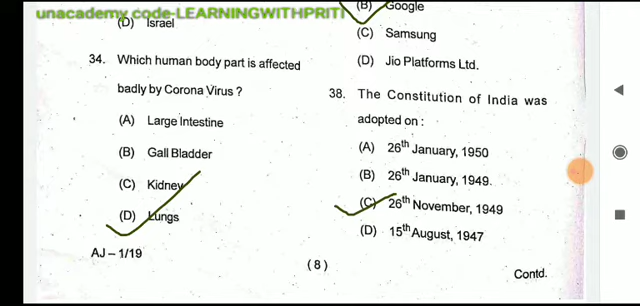 unacademy code-LEARNINGWITHPRITI
(D) Israel
34. Which human body part is affected
badly by Corona Virus ?
(A) Large Intestine
(B) Gall Bladder
(C) Kidney
(D) Lungs
AJ – 1/19
(B) Google
(C) Samsung
(D) Jio Platforms Ltd.
38. The Constitution of India was
adopted on :
(A) 26th January, 1950
(B) 26th January, 1949.
(C) 26th November, 1949
(D) 15th August, 1947
(8)
Contd.